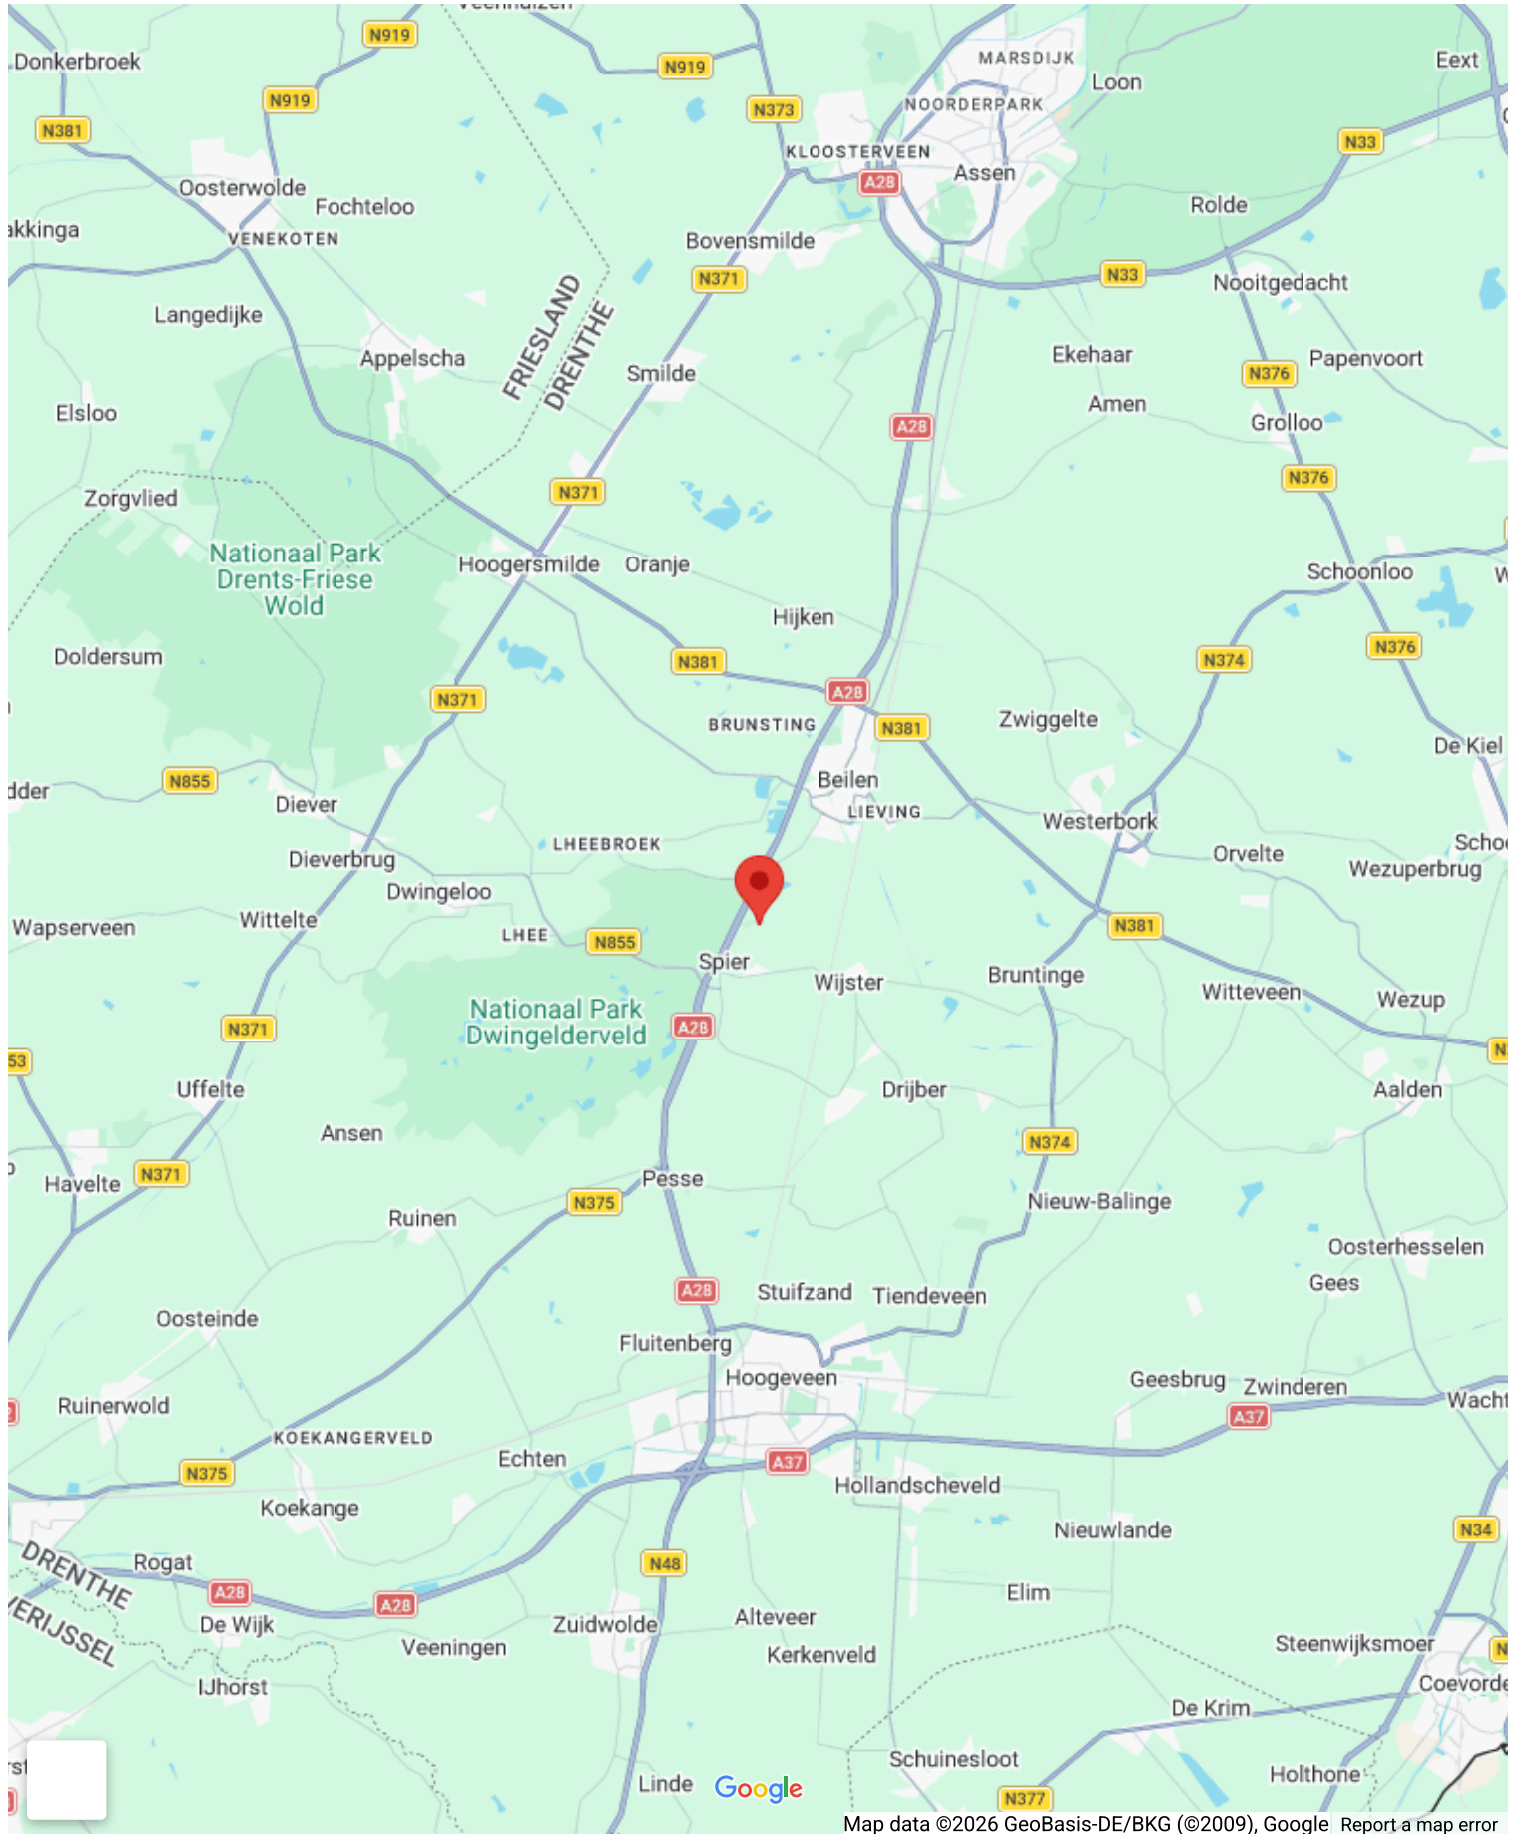 Veenhuizen
N919
Donkerbroek
N919
MARSDIJK
Eext
Loon
N919
N373
NOORDERPARK
N381
N33
KLOOSTERVEEN
Assen
A28
Oosterwolde
Fochteloo
Rolde
akkinga
VENEKOTEN
Bovensmilde
N371
N33
Nooitgedacht
Langedijke
FRIESLAND
DRENTHE
Appelscha
Smilde
Ekehaar
Papenvoort
N376
Amen
Elsloo
A28
Grolloo
N376
Zorgvlied
N371
Nationaal Park
Drents-Friese
Wold
Hoogersmilde
Oranje
Schoonloo
W
Hijken
Doldersum
N381
N374
N376
N371
A28
BRUNSTING
N381
Zwiggelte
De Kiel
N855
Beilen
dder
Diever
LIEVING
Westerbork
LHEEBROEK
Schoo
Dieverbrug
Orvelte
Wezuperbrug
Dwingeloo
Wapserveen
Wittelte
LHEE
N855
N381
Spier
Wijster
Bruntinge
Witteveen
Wezup
Nationaal Park
Dwingelderveld
N371
A28
53
N
Uffelte
Drijber
Aalden
Ansen
N374
N371
Havelte
Pesse
N375
Nieuw-Balinge
Ruinen
Oosterhesselen
Gees
A28
Stuifzand
Tiendeveen
Oosteinde
Fluitenberg
Hoogeveen
Geesbrug
Zwinderen
Ruinerwold
Wacht
A37
KOEKANGERVELD
Echten
A37
N375
Hollandscheveld
Koekange
Nieuwlande
N34
DRENTHE
VERIJSSEL
Rogat
N48
A28
A28
Elim
De Wijk
Zuidwolde
Alteveer
Veeningen
Kerkenveld
Steenwijksmoer
N
IJhorst
Coevorde
De Krim
Schuinesloot
Holthone
Linde
Google
N377
Map data ©2026 GeoBasis-DE/BKG (©2009), Google
Report a map error